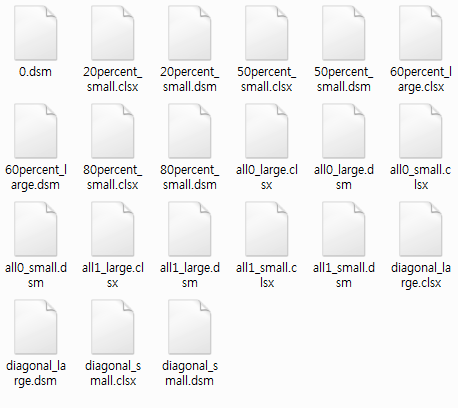 0.dsm
20percent_
small.clsx
20percent_
small.dsm
50percent_
small.clsx
50percent_
small.dsm
60percent_l
arge.clsx
60percent_l
arge.dsm
80percent_
small.clsx
80percent_
small.dsm
all0_large.cl
sx
all0_large.d
sm
all0_small.c
lsx
all0_small.d
sm
all1_large.cl
sx
all1_large.d
sm
all1_small.c
lsx
all1_small.d
sm
diagonal_la
rge.clsx
diagonal_la
rge.dsm
diagonal_s
mall.clsx
diagonal_s
mall.dsm